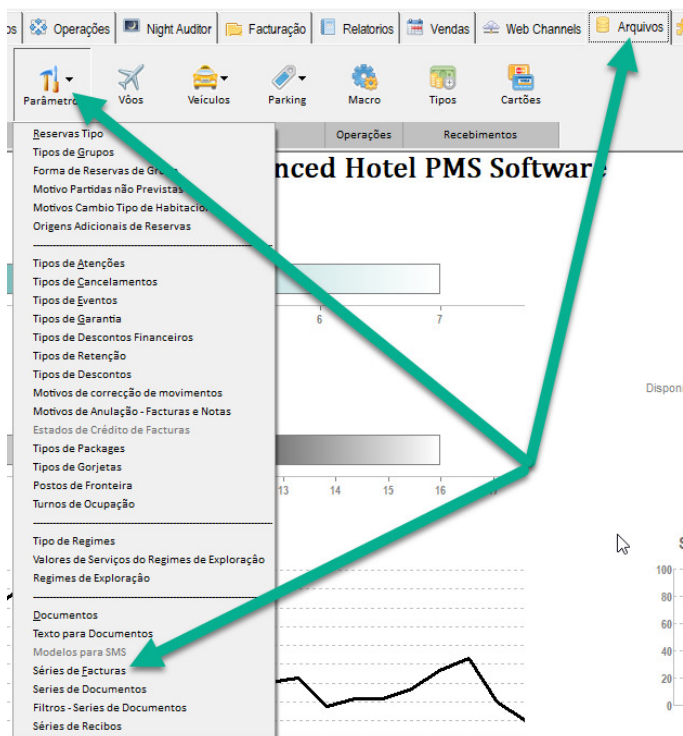 os Operações Night Auditor Facturação Relatorios Vendas Web Channels Arquivos
Parâmetro Vôos Veículos Parking Macro Tipos Cartões
Operações Recebimentos
nced Hotel PMS Software
Reservas Tipo
Tipos de Grupos
Forma de Reservas de Gru
Motivo Partidas não Previstas
Motivos Cambio Tipo de Habitacion
Origens Adicionais de Reservas
Tipos de Atenções
Tipos de Cancelamentos
Tipos de Eventos
Tipos de Garantia
Tipos de Descontos Financeiros
Tipos de Retenção
Tipos de Descontos
Motivos de correcção de movimentos
Motivos de Anulação - Facturas e Notas
Estados de Crédito de Facturas
Tipos de Packages
Tipos de Gorjetas
Postos de Fronteira
Turnos de Ocupação
Tipo de Regimes
Valores de Serviços do Regimes de Exploração
Regimes de Exploração
Documentos
Texto para Documentos
Modelos para SMS
Séries de Facturas
Series de Documentos
Filtros - Series de Documentos
Séries de Recibos
6 7
Disponi
13 14 15 16 17
S
100
80
60
40
20
0